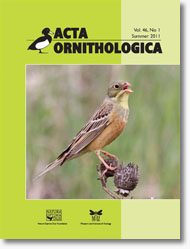 ACTA
ORNITHOLOGICA
Vol. 46, No 1
Summer 2011